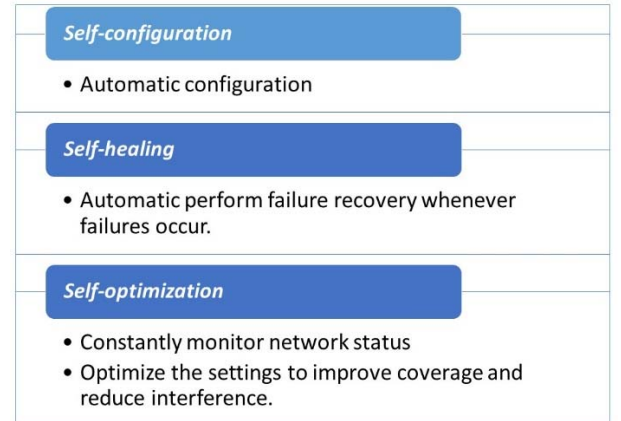 Self-configuration
• Automatic configuration
Self-healing
• Automatic perform failure recovery whenever
failures occur.
Self-optimization
• Constantly monitor network status
• Optimize the settings to improve coverage and
reduce interference.